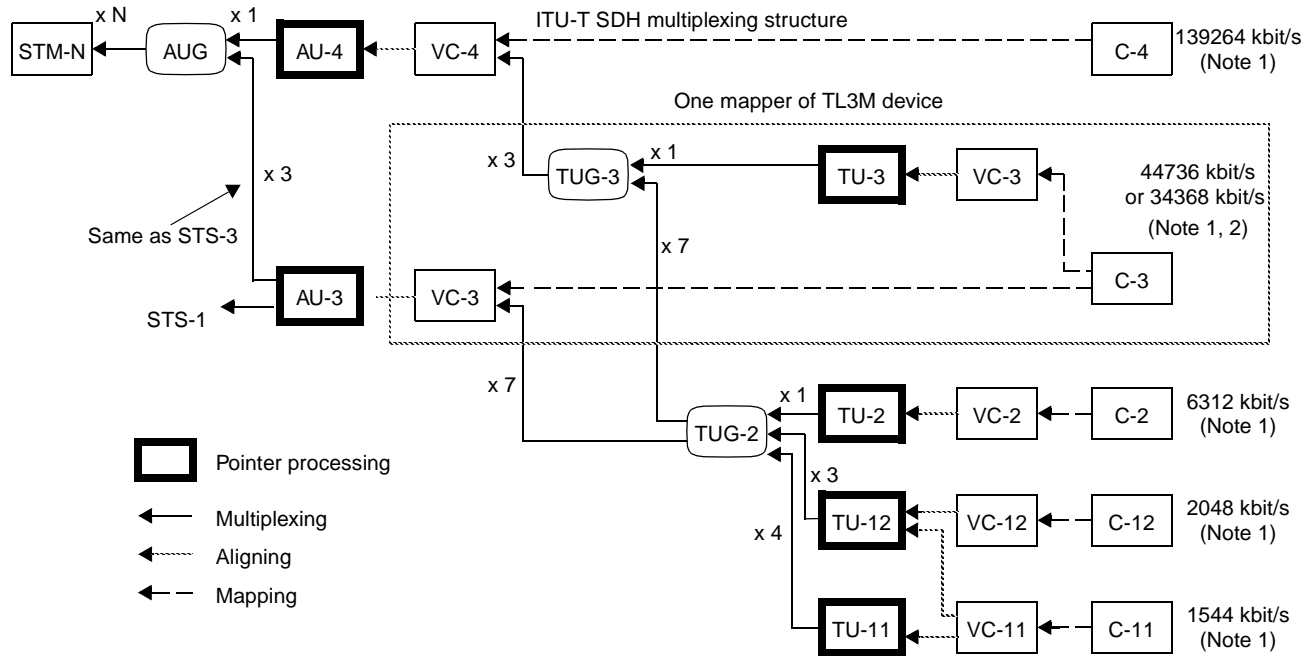 x N
x 1
ITU-T SDH multiplexing structure
STM-N
AUG
AU-4
VC-4
C-4
139264 kbit/s
(Note 1)
One mapper of TL3M device
x 3
x 3
TUG-3
x 1
TU-3
VC-3
44736 kbit/s
or 34368 kbit/s
(Note 1, 2)
Same as STS-3
x 7
C-3
AU-3
VC-3
STS-1
x 7
x 1
TUG-2
TU-2
VC-2
C-2
6312 kbit/s
(Note 1)
Pointer processing
x 3
Multiplexing
TU-12
VC-12
C-12
2048 kbit/s
(Note 1)
x 4
Aligning
Mapping
TU-11
VC-11
C-11
1544 kbit/s
(Note 1)